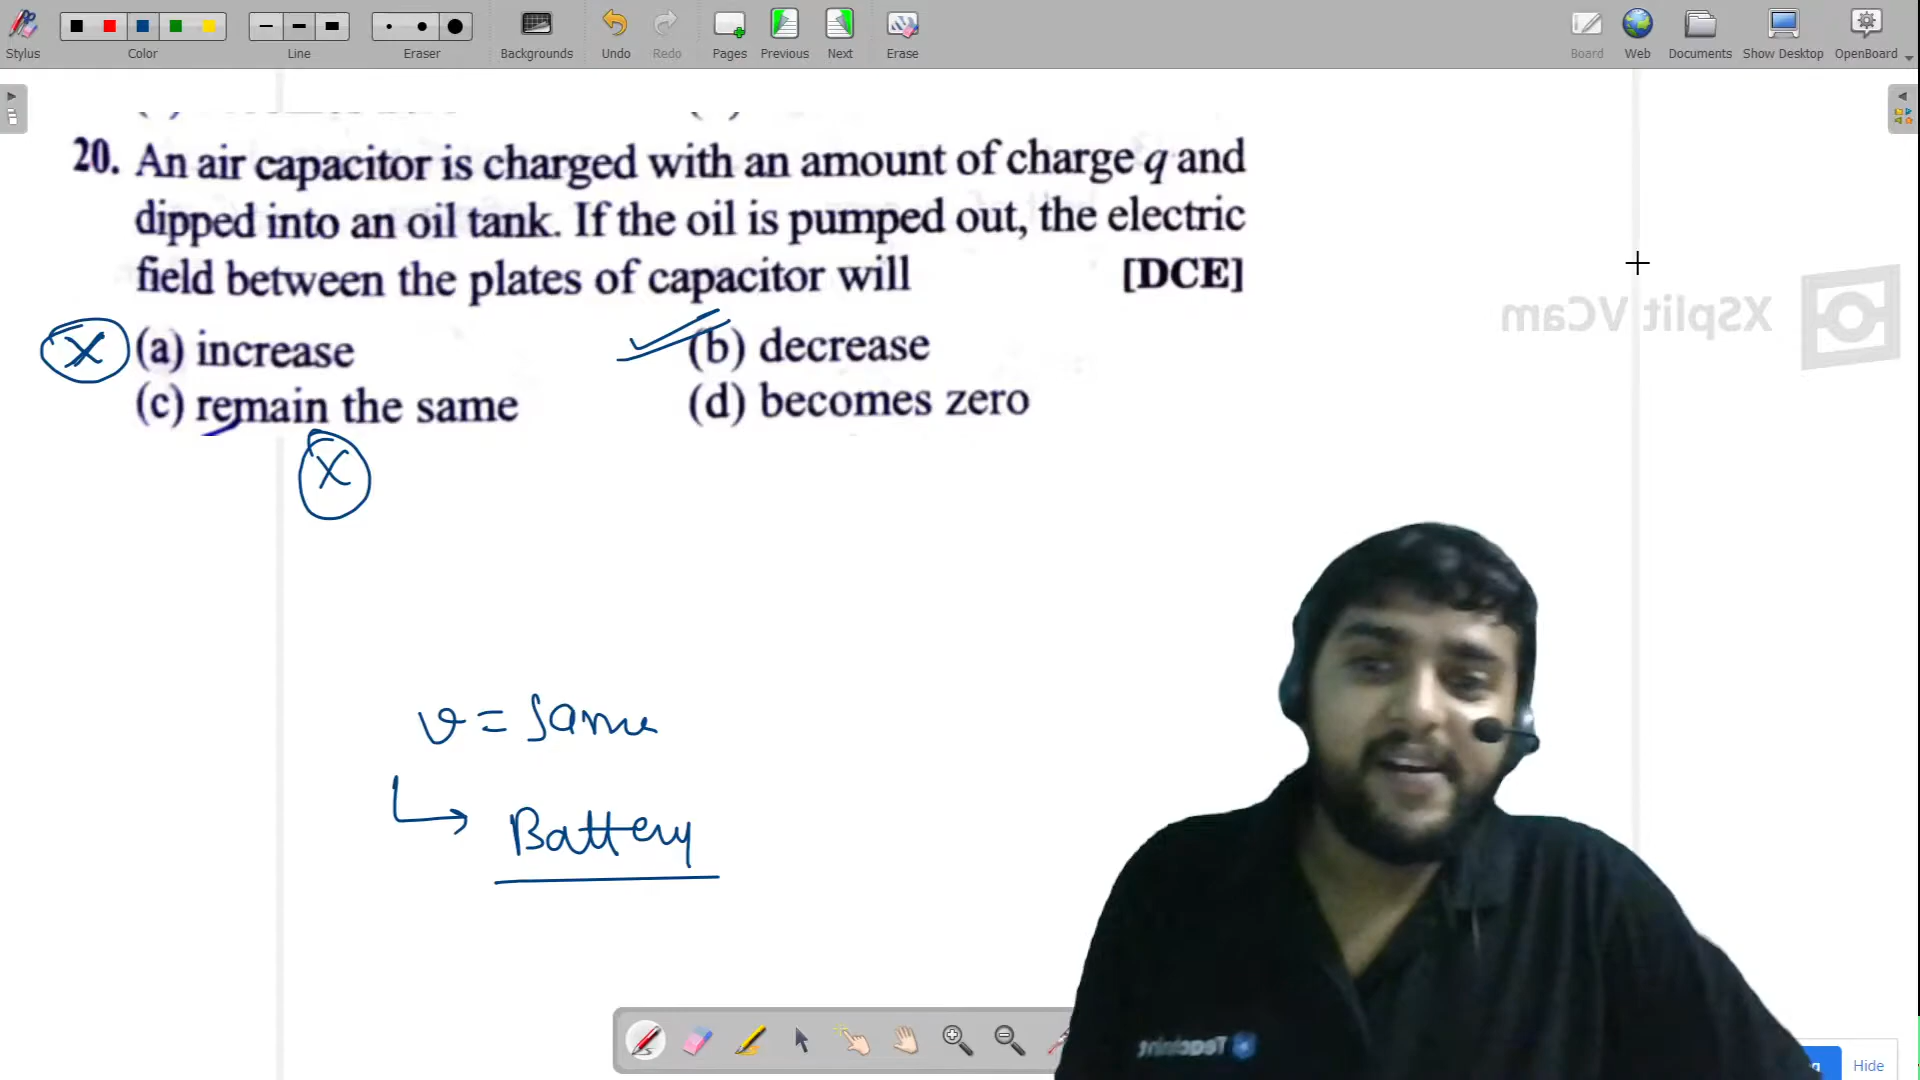 Stylus
Color
Line
Eraser
Backgrounds
Undo
Redo
Pages
Previous
Next
Erase
Board
Web
Documents
Show Desktop
OpenBoard
20. An air capacitor is charged with an amount of charge q and
dipped into an oil tank. If the oil is pumped out, the electric
field between the plates of capacitor will [DCE]
X (a) increase (b) decrease
(c) remain the same (d) becomes zero
X
XSplit VCam
v = same
Battery
Teachint
Hide